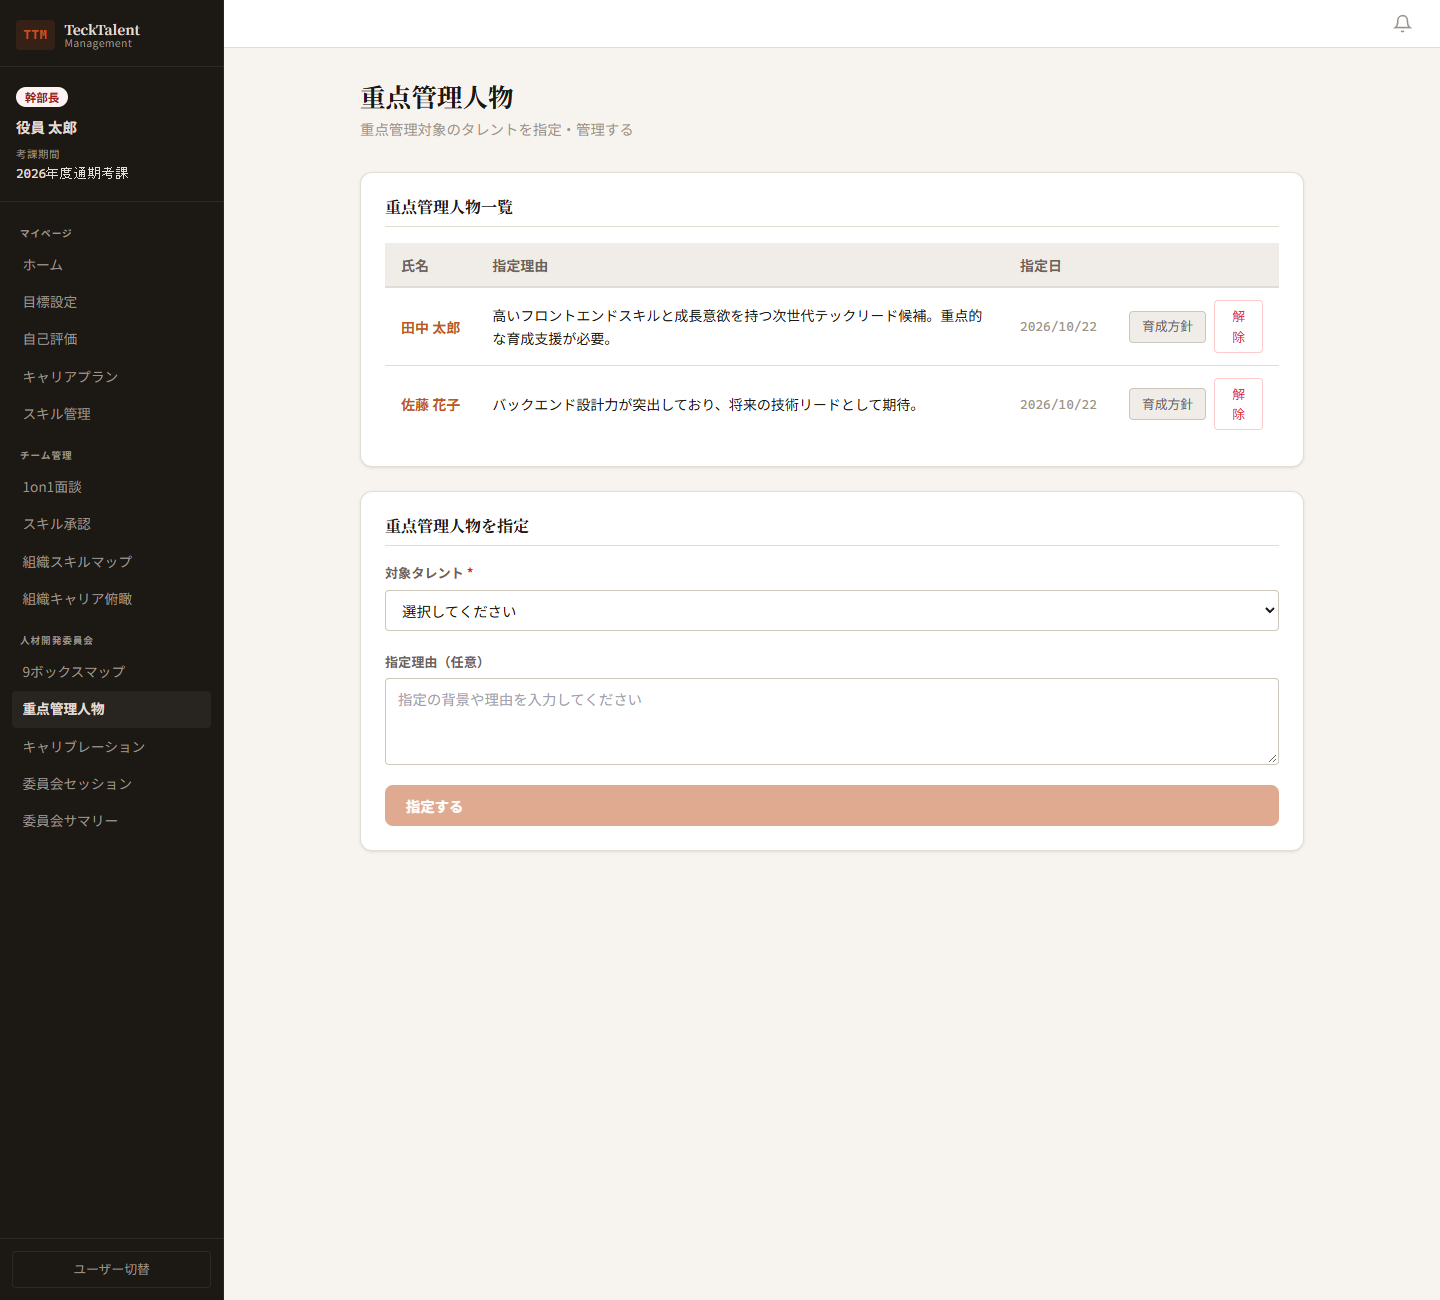 TTM
TeckTalent
Management
幹部長
役員 太郎
考課期間
2026年度通期考課
マイページ
ホーム
目標設定
自己評価
キャリアプラン
スキル管理
チーム管理
1on1面談
スキル承認
組織スキルマップ
組織キャリア俯瞰
人材開発委員会
9ボックスマップ
重点管理人物
キャリブレーション
委員会セッション
委員会サマリー
ユーザー切替
重点管理人物
重点管理対象のタレントを指定・管理する
重点管理人物一覧
氏名 指定理由 指定日
田中 太郎 高いフロントエンドスキルと成長意欲を持つ次世代テックリード候補。重点的
な育成支援が必要。 2026/10/22 育成方針 解
除
佐藤 花子 バックエンド設計力が突出しており、将来の技術リードとして期待。 2026/10/22 育成方針 解
除
重点管理人物を指定
対象タレント *
選択してください
指定理由（任意）
指定の背景や理由を入力してください
指定する